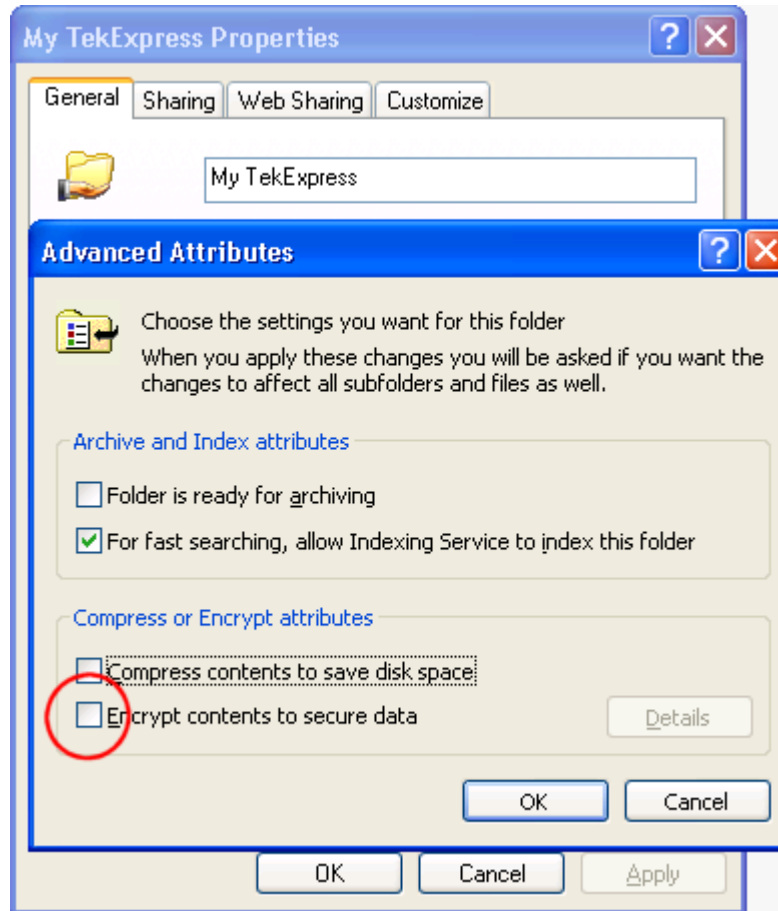 My TekExpress Properties
General Sharing Web Sharing Customize
My TekExpress
Advanced Attributes
Choose the settings you want for this folder
When you apply these changes you will be asked if you want the
changes to affect all subfolders and files as well.
Archive and Index attributes
Folder is ready for archiving
For fast searching, allow Indexing Service to index this folder
Compress or Encrypt attributes
Compress contents to save disk space
Encrypt contents to secure data
Details
OK Cancel
OK Cancel Apply